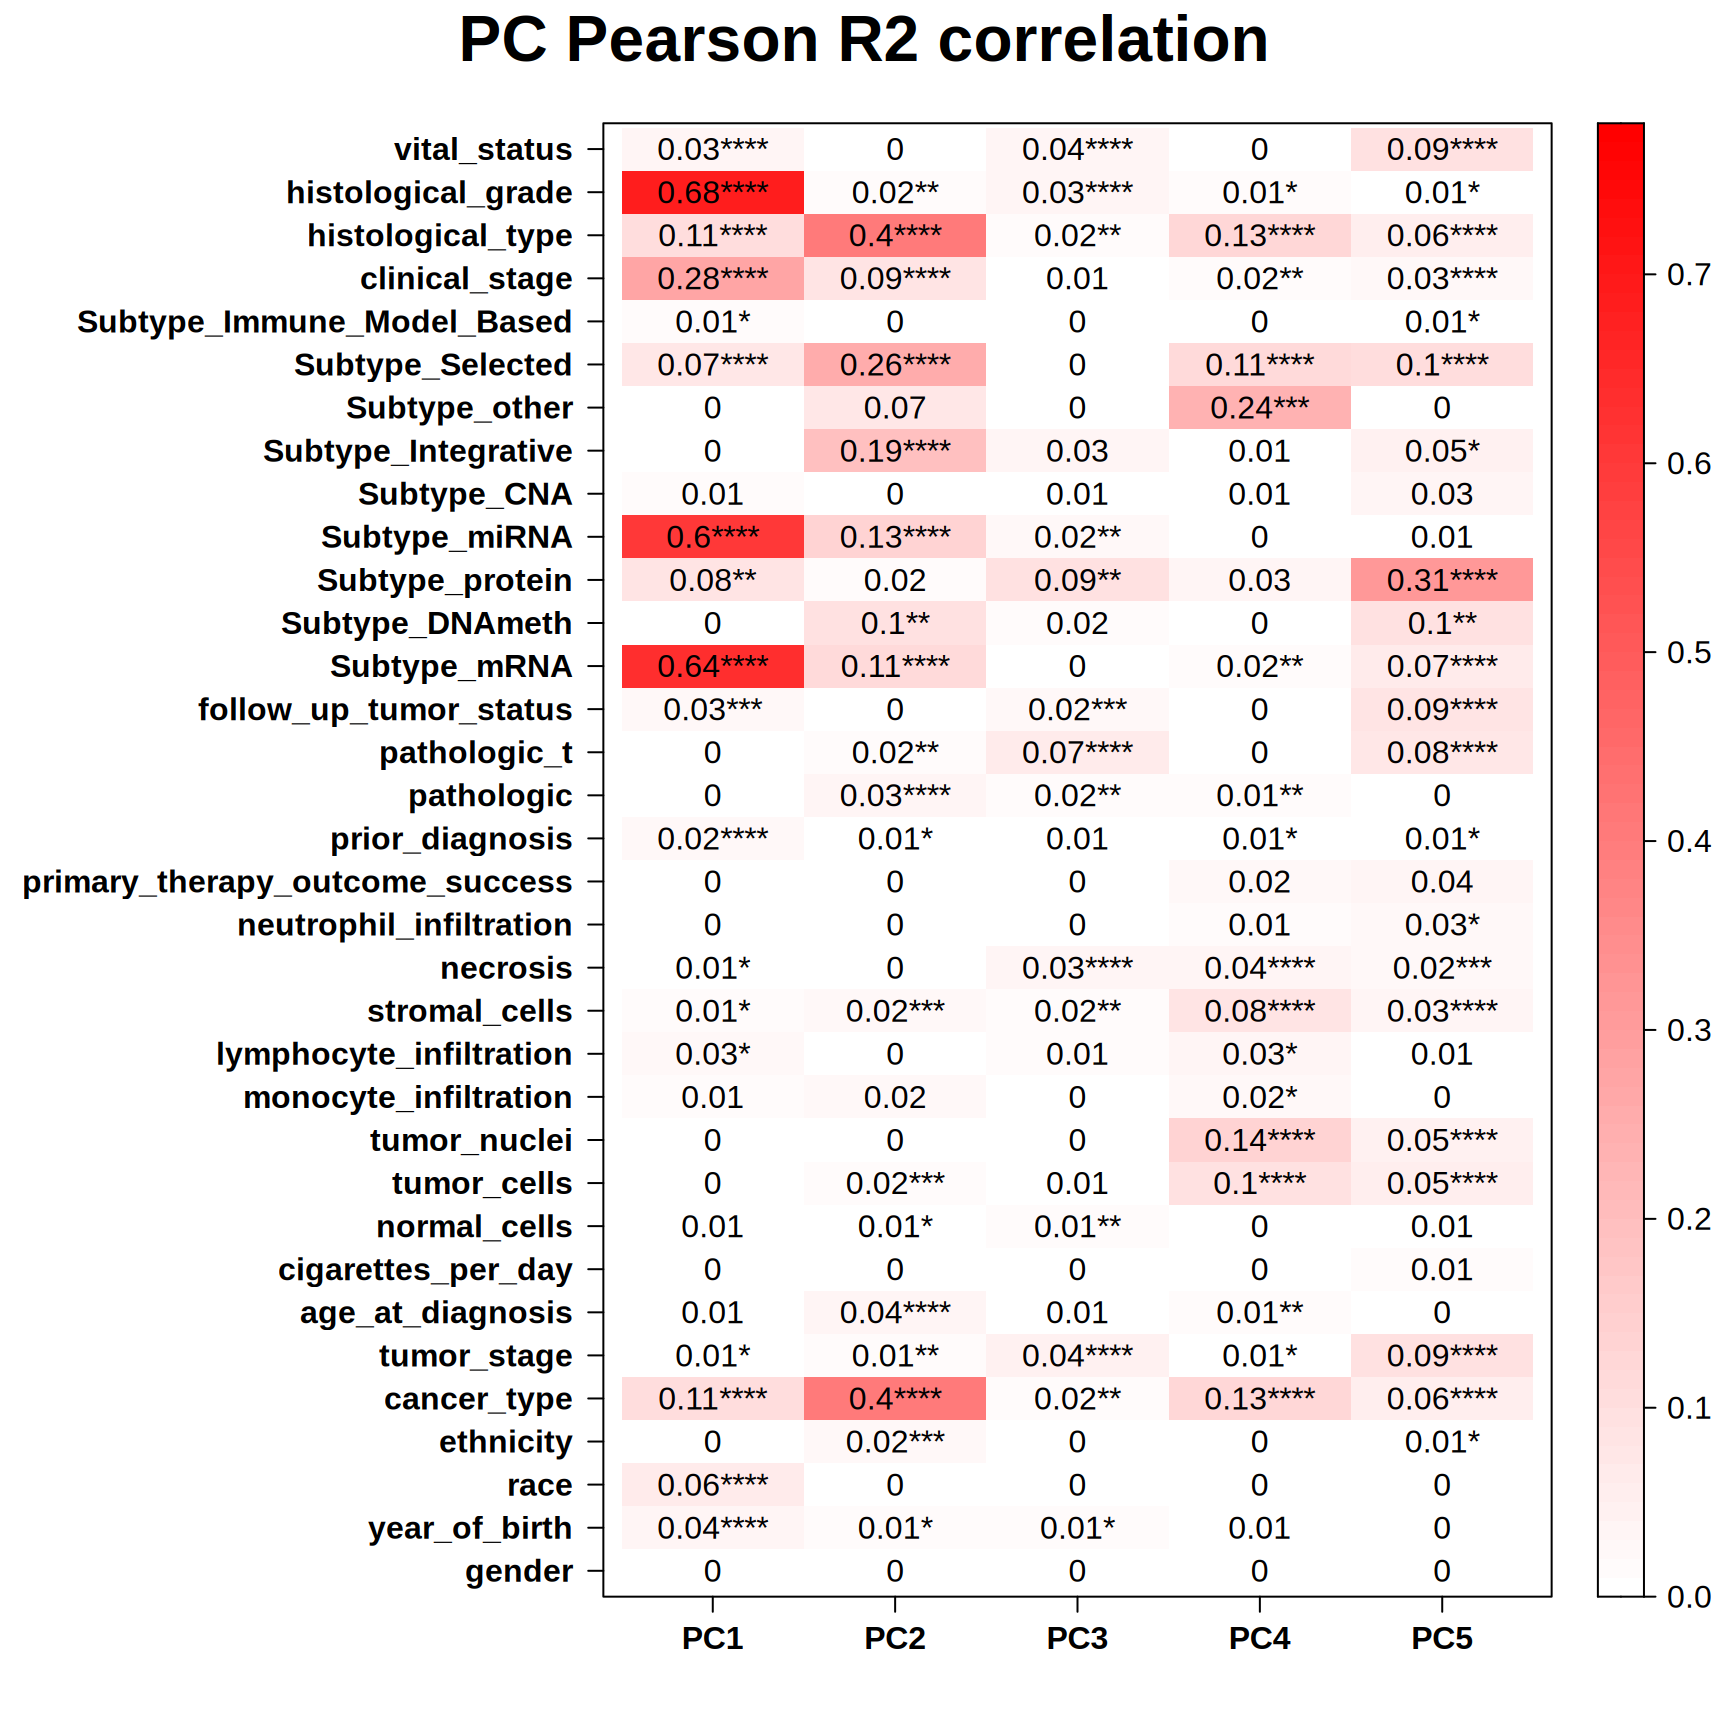 PC Pearson R2 correlation
vital_status 0.03**** 0 0.04**** 0 0.09****
histological_grade 0.68**** 0.02** 0.03**** 0.01* 0.01*
histological_type 0.11**** 0.4**** 0.02** 0.13**** 0.06****
clinical_stage 0.28**** 0.09**** 0.01 0.02** 0.03****
Subtype_Immune_Model_Based 0.01* 0 0 0 0.01*
Subtype_Selected 0.07**** 0.26**** 0 0.11**** 0.1****
Subtype_other 0 0.07 0 0.24*** 0
Subtype_Integrative 0 0.19**** 0.03 0.01 0.05*
Subtype_CNA 0.01 0 0.01 0.01 0.03
Subtype_miRNA 0.6**** 0.13**** 0.02** 0 0.01
Subtype_protein 0.08** 0.02 0.09** 0.03 0.31****
Subtype_DNAmeth 0 0.1** 0.02 0 0.1**
Subtype_mRNA 0.64**** 0.11**** 0 0.02** 0.07****
follow_up_tumor_status 0.03*** 0 0.02*** 0 0.09****
pathologic_t 0 0.02** 0.07**** 0 0.08****
pathologic 0 0.03**** 0.02** 0.01** 0
prior_diagnosis 0.02**** 0.01* 0.01 0.01* 0.01*
primary_therapy_outcome_success 0 0 0 0.02 0.04
neutrophil_infiltration 0 0 0 0.01 0.03*
necrosis 0.01* 0 0.03**** 0.04**** 0.02***
stromal_cells 0.01* 0.02*** 0.02** 0.08**** 0.03****
lymphocyte_infiltration 0.03* 0 0.01 0.03* 0.01
monocyte_infiltration 0.01 0.02 0 0.02* 0
tumor_nuclei 0 0 0 0.14**** 0.05****
tumor_cells 0 0.02*** 0.01 0.1**** 0.05****
normal_cells 0.01 0.01* 0.01** 0 0.01
cigarettes_per_day 0 0 0 0 0.01
age_at_diagnosis 0.01 0.04**** 0.01 0.01** 0
tumor_stage 0.01* 0.01** 0.04**** 0.01* 0.09****
cancer_type 0.11**** 0.4**** 0.02** 0.13**** 0.06****
ethnicity 0 0.02*** 0 0 0.01*
race 0.06**** 0 0 0 0
year_of_birth 0.04**** 0.01* 0.01* 0.01 0
gender 0 0 0 0 0
PC1 PC2 PC3 PC4 PC5
0.7
0.6
0.5
0.4
0.3
0.2
0.1
0.0